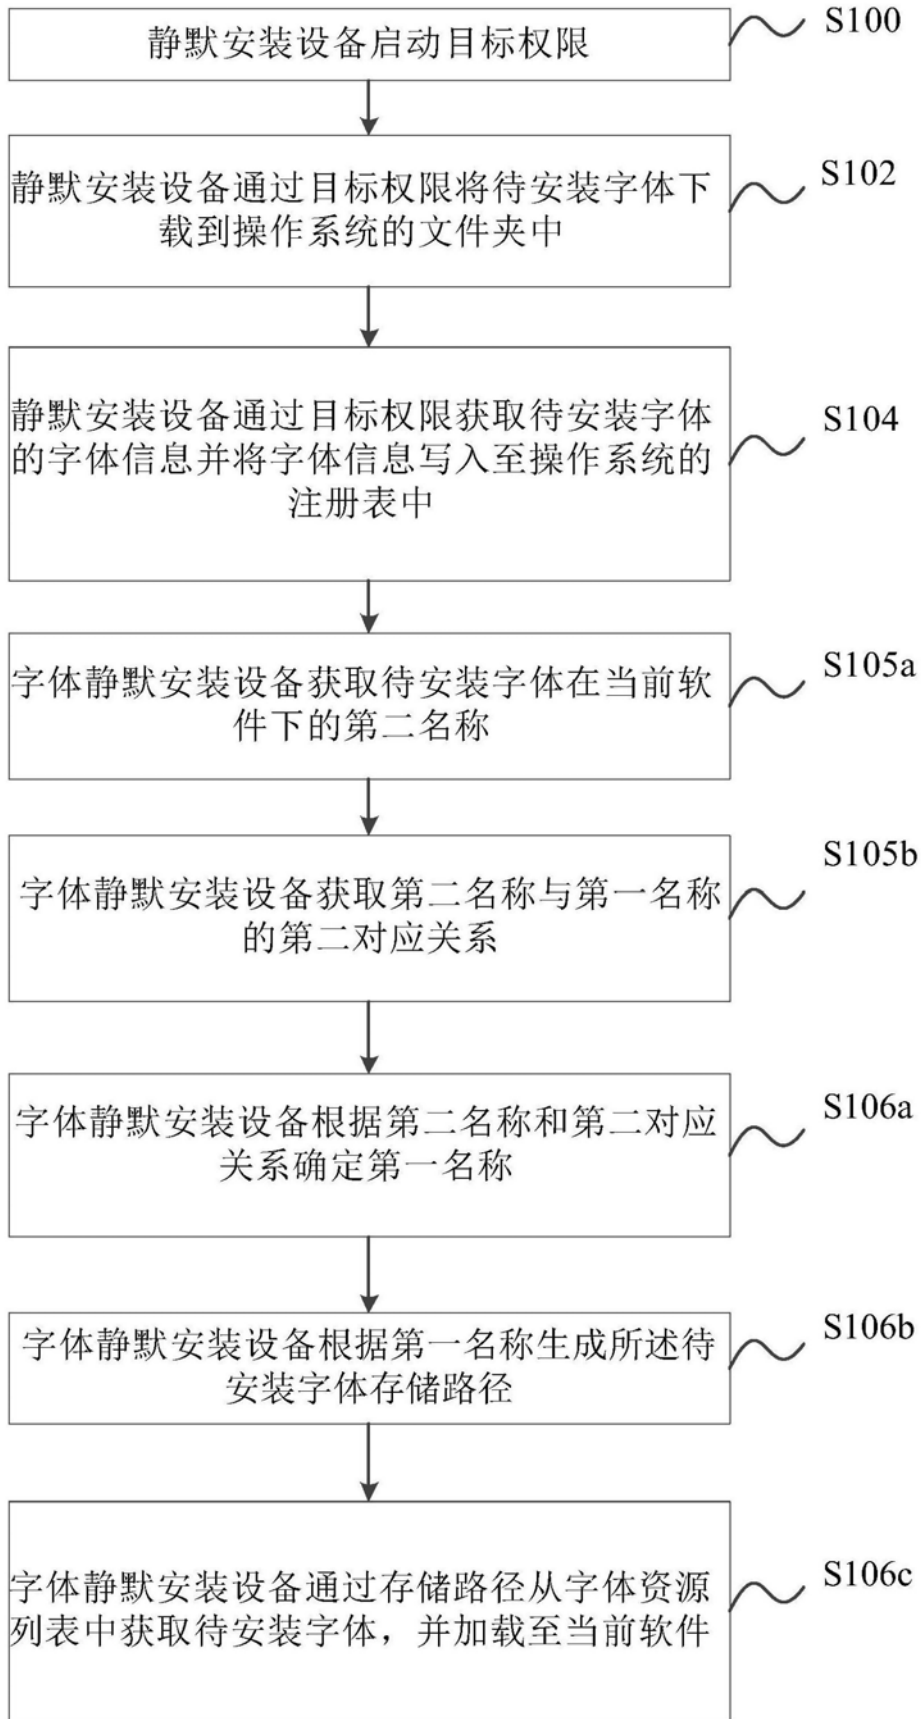 静默安装设备启动目标权限
S100
静默安装设备通过目标权限将待安装字体下
载到操作系统的文件夹中
S102
静默安装设备通过目标权限获取待安装字体
的字体信息并将字体信息写入至操作系统的
注册表中
S104
字体静默安装设备获取待安装字体在当前软
件下的第二名称
S105a
字体静默安装设备获取第二名称与第一名称
的第二对应关系
S105b
字体静默安装设备根据第二名称和第二对应
关系确定第一名称
S106a
字体静默安装设备根据第一名称生成所述待
安装字体存储路径
S106b
字体静默安装设备通过存储路径从字体资源
列表中获取待安装字体，并加载至当前软件
S106c